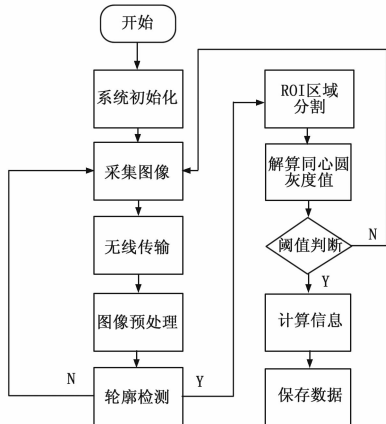 开始
系统初始化
采集图像
无线传输
图像预处理
轮廓检测
N
Y
ROI区域
分割
解算同心圆
灰度值
阈值判断
N
Y
计算信息
保存数据